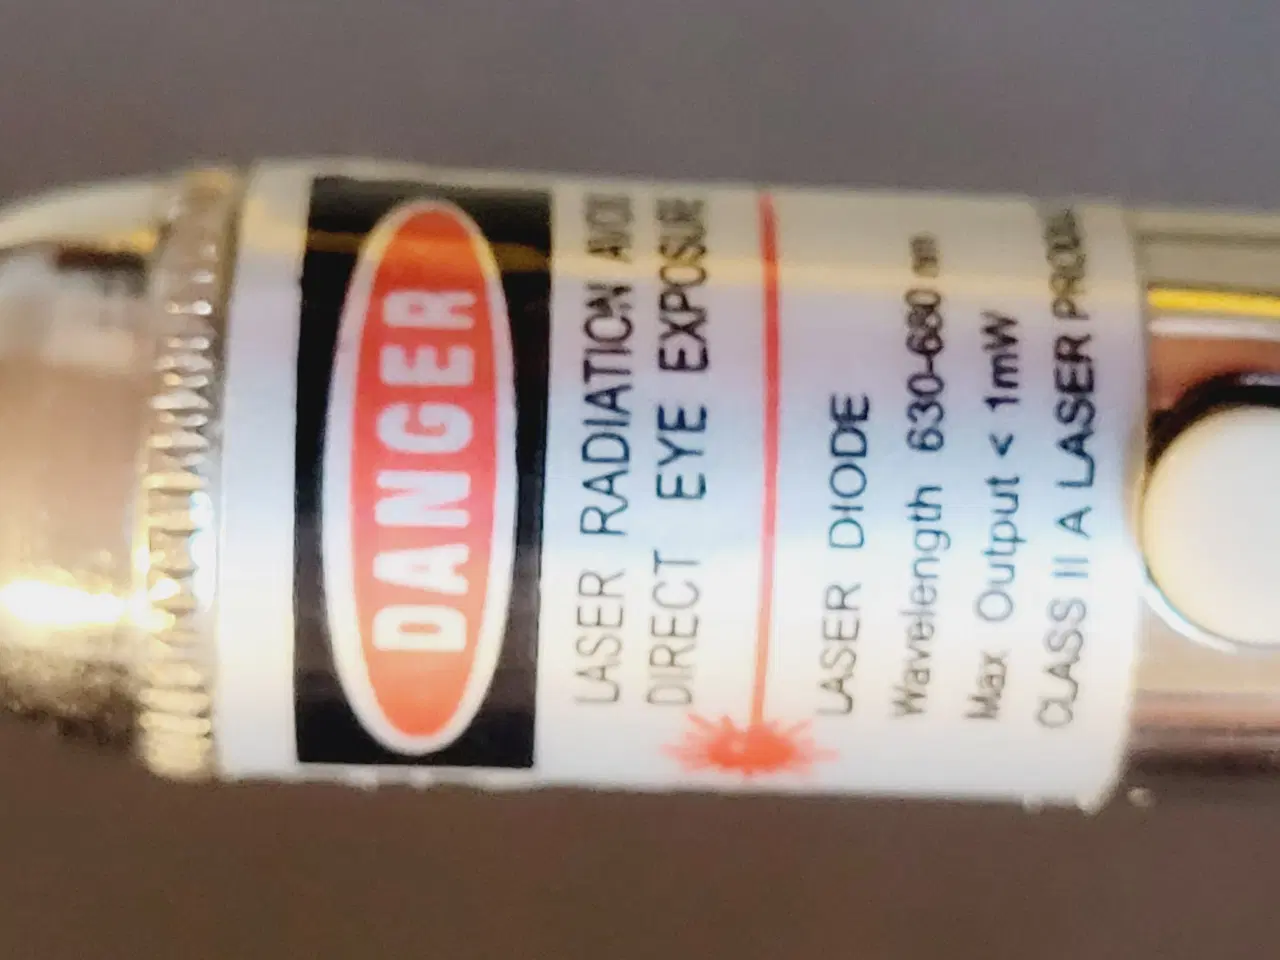 DANGER
LASER RADIATION AVOID
DIRECT EYE EXPOSURE
LASER DIODE
Wavelength 630-680 nm
Max Output < 1mW
CLASS II A LASER